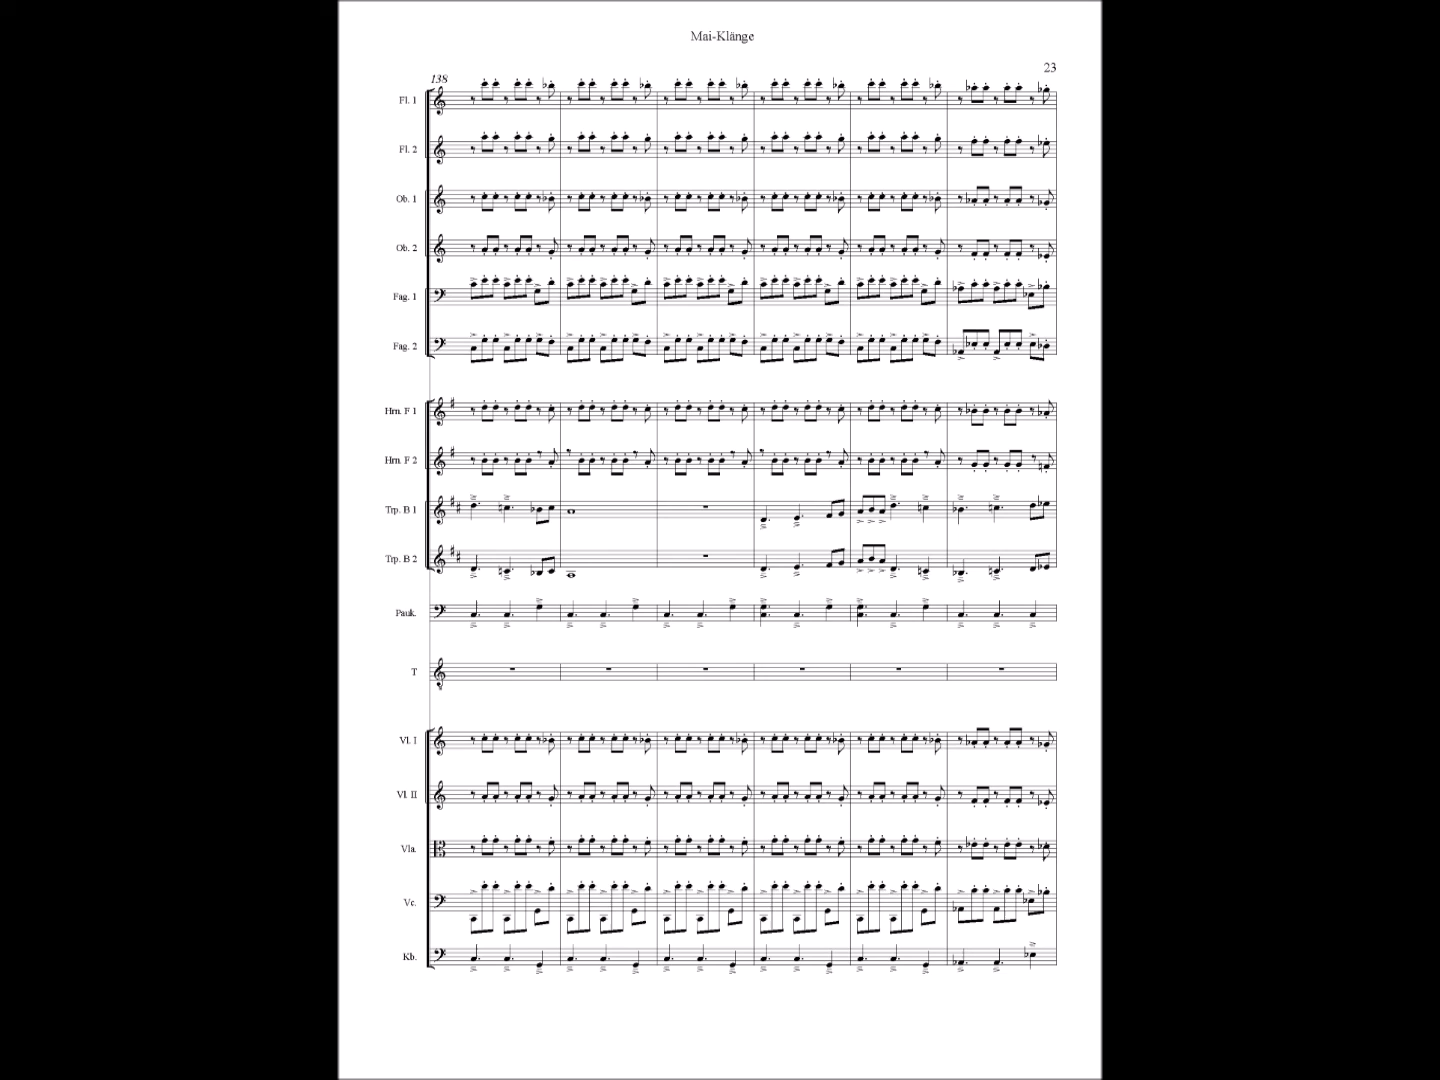 Mai-Klänge
23
138
Fl. 1
Fl. 2
Ob. 1
Ob. 2
Fag. 1
Fag. 2
Hrn. F 1
Hrn. F 2
Trp. B 1
Trp. B 2
Pauk.
T
Vl. I
Vl. II
Vla.
Vc.
Kb.